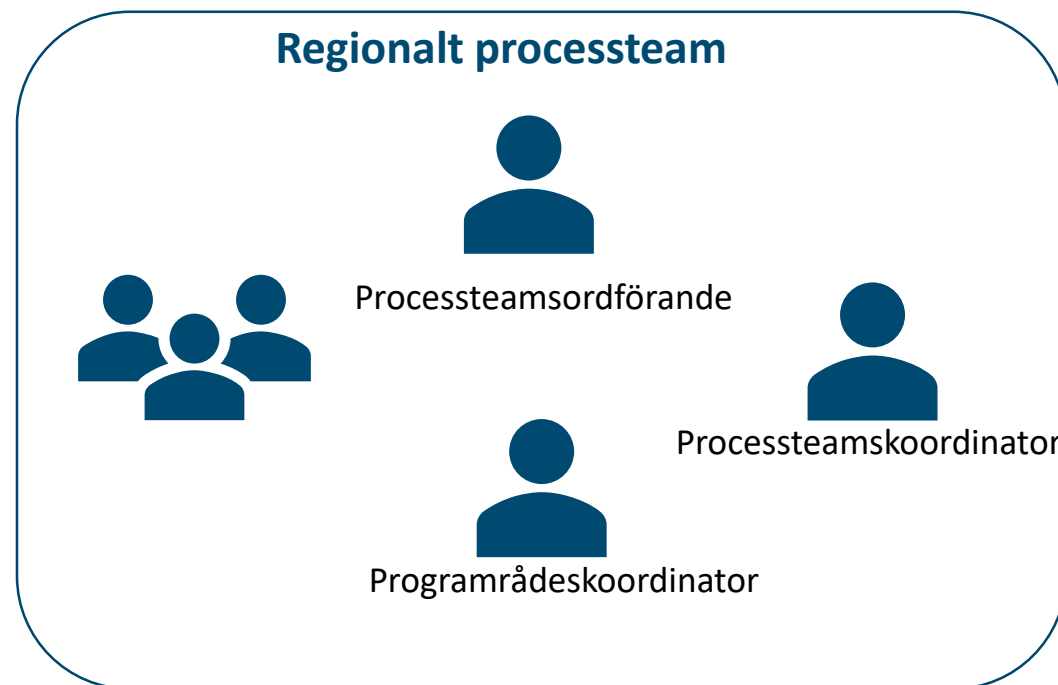 Regionalt processteam
Processteamsordförande
Processteamskoordinator
Programrådeskoordinator